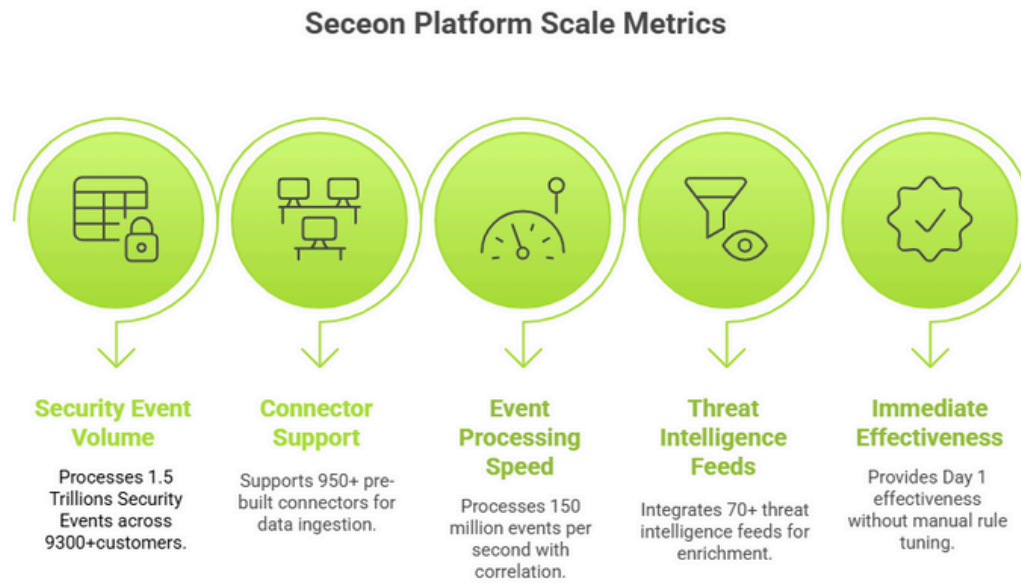 Seceon Platform Scale Metrics
Security Event
Volume
Processes 1.5
Trillions Security
Events across
9300+customers.
Connector
Support
Supports 950+ pre-
built connectors for
data ingestion.
Event
Processing
Speed
Processes 150
million events per
second with
correlation.
Threat
Intelligence
Feeds
Integrates 70+ threat
intelligence feeds for
enrichment.
Immediate
Effectiveness
Provides Day 1
effectiveness
without manual rule
tuning.